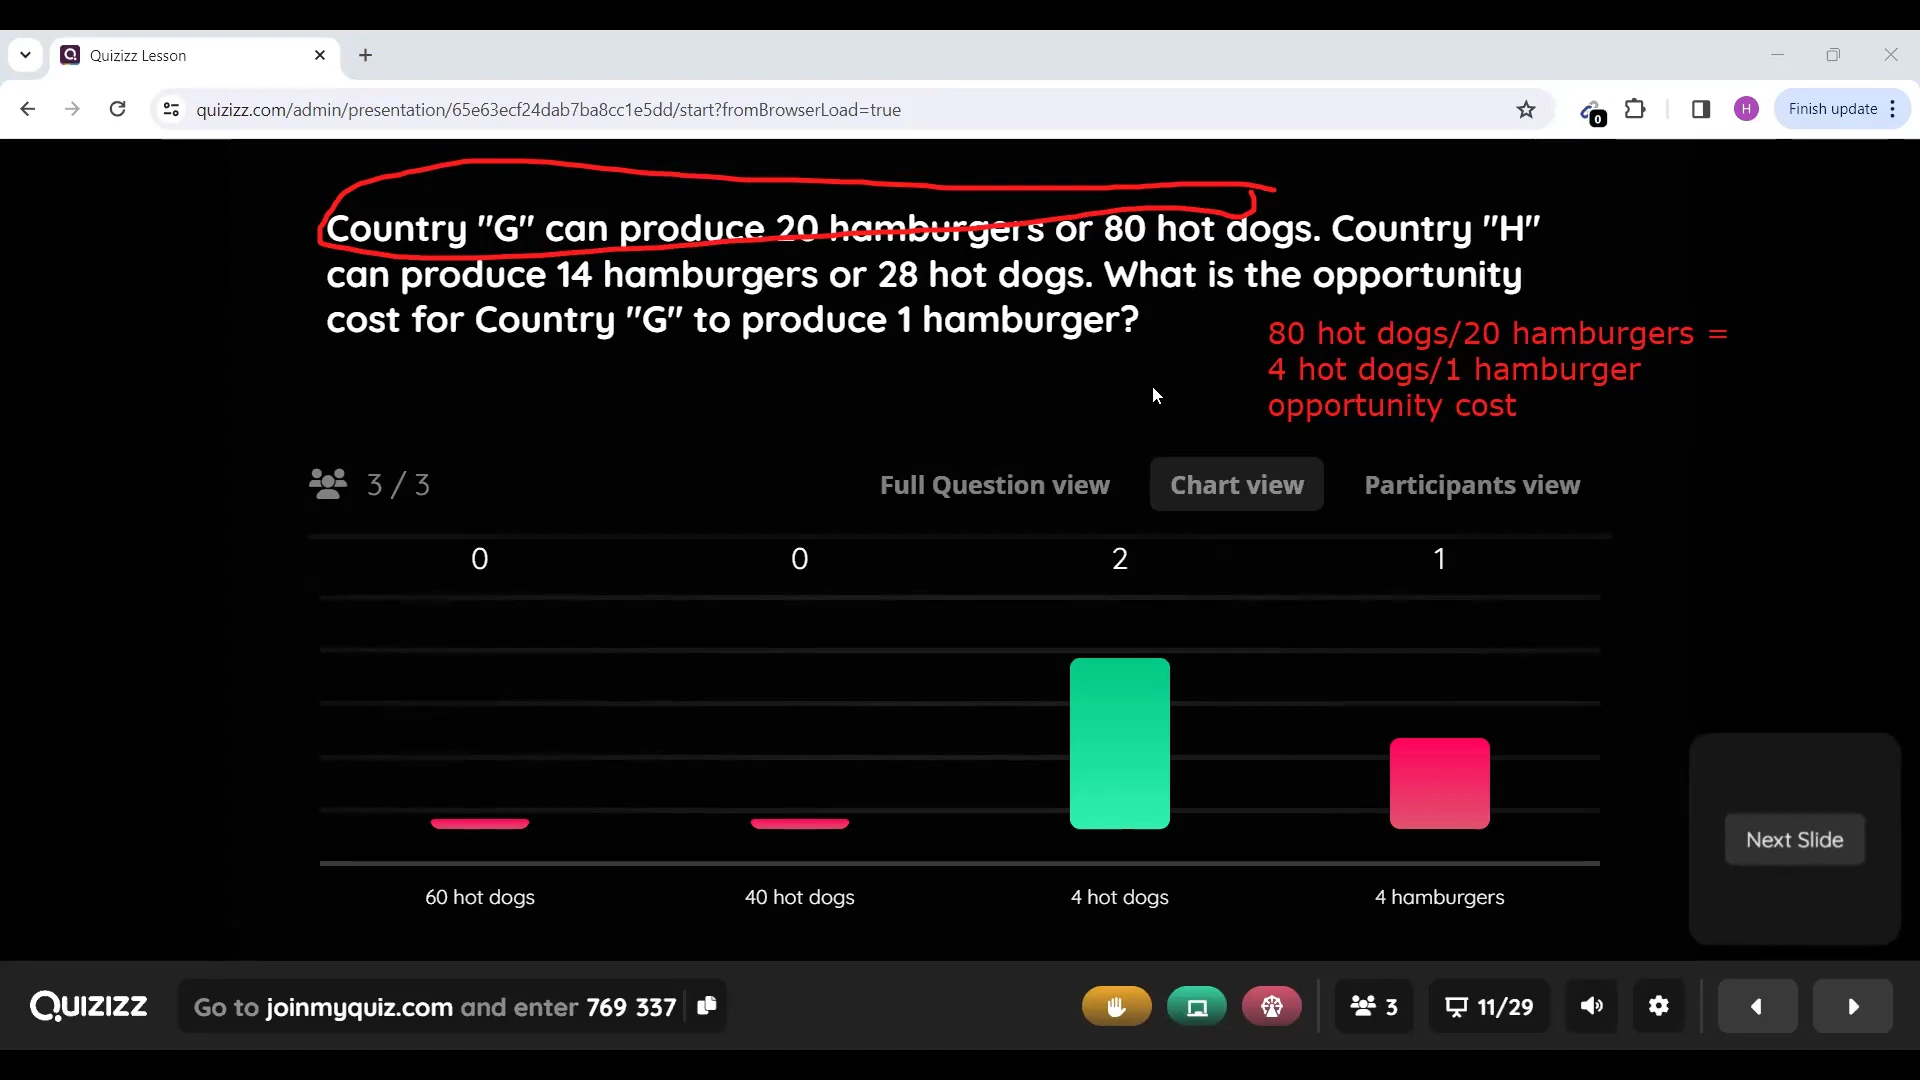 Quizizz Lesson
quizizz.com/admin/presentation/65e63ecf24dab7ba8cc1e5dd/start?fromBrowserLoad=true
0
H
Finish update
Country "G" can produce 20 hamburgers or 80 hot dogs. Country "H"
can produce 14 hamburgers or 28 hot dogs. What is the opportunity
cost for Country "G" to produce 1 hamburger?
80 hot dogs/20 hamburgers =
4 hot dogs/1 hamburger
opportunity cost
3 / 3
Full Question view
Chart view
Participants view
0
0
2
1
60 hot dogs
40 hot dogs
4 hot dogs
4 hamburgers
Next Slide
QUIZIZZ
Go to joinmyquiz.com and enter 769 337
3
11/29